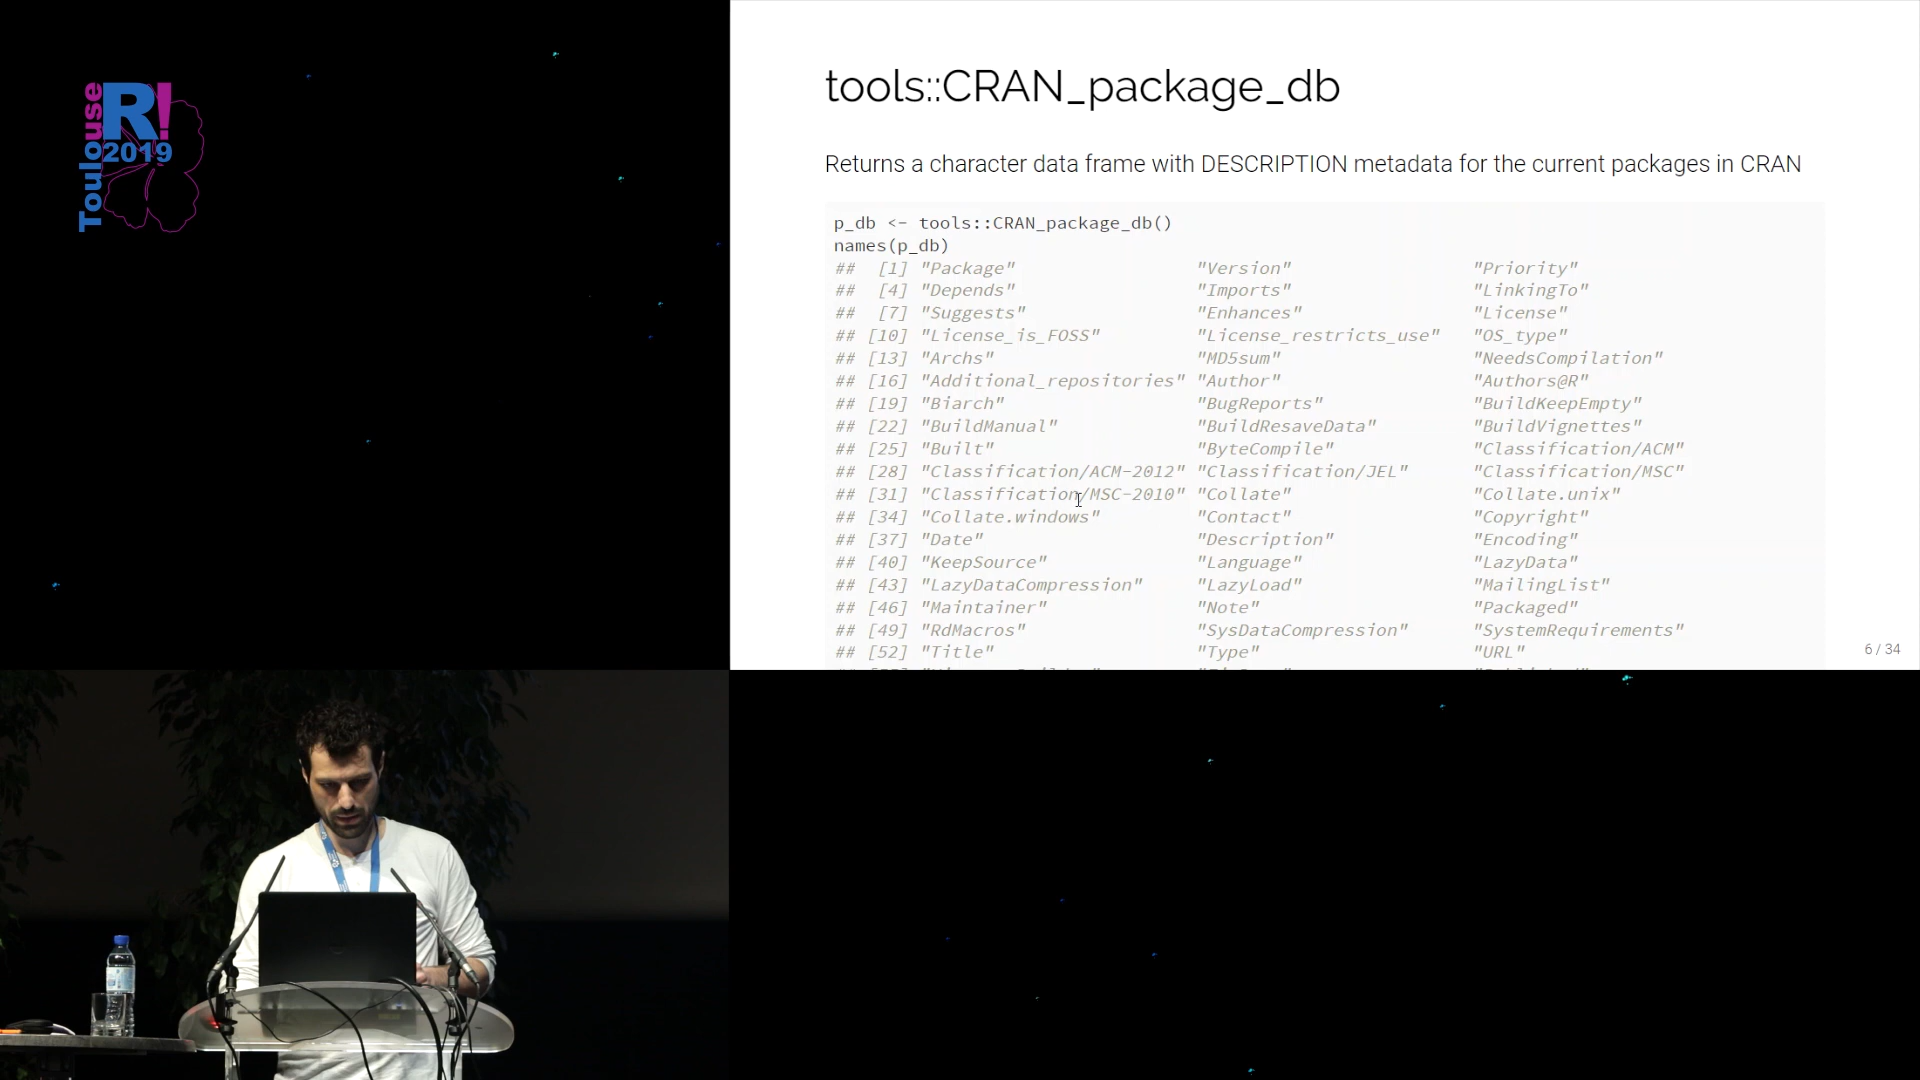 Toulouse
R!
2019
tools::CRAN_package_db
Returns a character data frame with DESCRIPTION metadata for the current packages in CRAN
p_db <- tools::CRAN_package_db()
names(p_db)
## [1] "Package" "Version" "Priority"
## [4] "Depends" "Imports" "LinkingTo"
## [7] "Suggests" "Enhances" "License"
## [10] "License_is_FOSS" "License_restricts_use" "OS_type"
## [13] "Archs" "MD5sum" "NeedsCompilation"
## [16] "Additional_repositories" "Author" "Authors@R"
## [19] "Biarch" "BugReports" "BuildKeepEmpty"
## [22] "BuildManual" "BuildResaveData" "BuildVignettes"
## [25] "Built" "ByteCompile" "Classification/ACM"
## [28] "Classification/ACM-2012" "Classification/JEL" "Classification/MSC"
## [31] "Classification/MSC-2010" "Collate" "Collate.unix"
## [34] "Collate.windows" "Contact" "Copyright"
## [37] "Date" "Description" "Encoding"
## [40] "KeepSource" "Language" "LazyData"
## [43] "LazyDataCompression" "LazyLoad" "MailingList"
## [46] "Maintainer" "Note" "Packaged"
## [49] "RdMacros" "SysDataCompression" "SystemRequirements"
## [52] "Title" "Type" "URL"
6 / 34